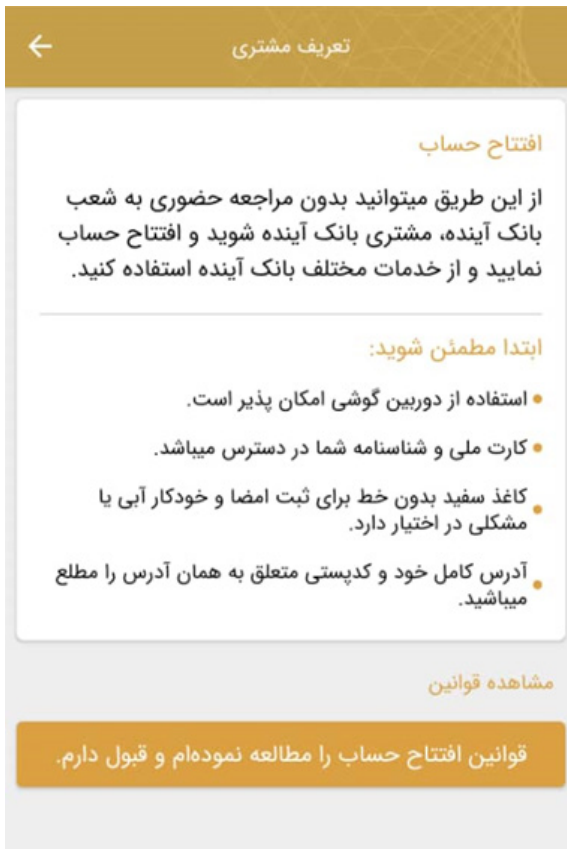 تعریف مشتری
افتتاح حساب
از این طریق میتوانید بدون مراجعه حضوری به شعب
بانک آینده، مشتری بانک آینده شوید و افتتاح حساب
نمایید و از خدمات مختلف بانک آینده استفاده کنید.
ابتدا مطمئن شوید:
• استفاده از دوربین گوشی امکان پذیر است.
• کارت ملی و شناسنامه شما در دسترس میباشد.
• کاغذ سفید بدون خط برای ثبت امضا و خودکار آبی یا
مشکلی در اختیار دارد.
• آدرس کامل خود و کدپستی متعلق به همان آدرس را مطلع
میباشید.
مشاهده قوانین
قوانین افتتاح حساب را مطالعه نموده‌ام و قبول دارم.